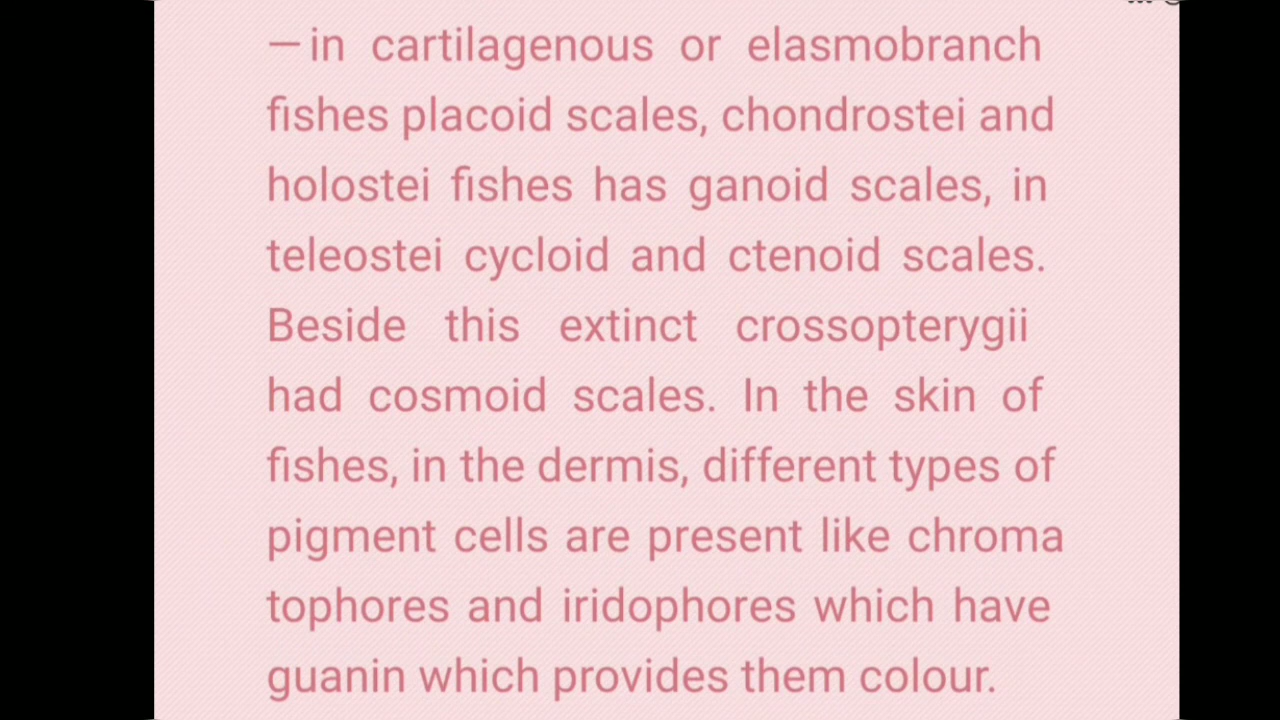 —in cartilagenous or elasmobranch
fishes placoid scales, chondrostei and
holostei fishes has ganoid scales, in
teleostei cycloid and ctenoid scales.
Beside this extinct crossopterygii
had cosmoid scales. In the skin of
fishes, in the dermis, different types of
pigment cells are present like chroma
tophores and iridophores which have
guanin which provides them colour.